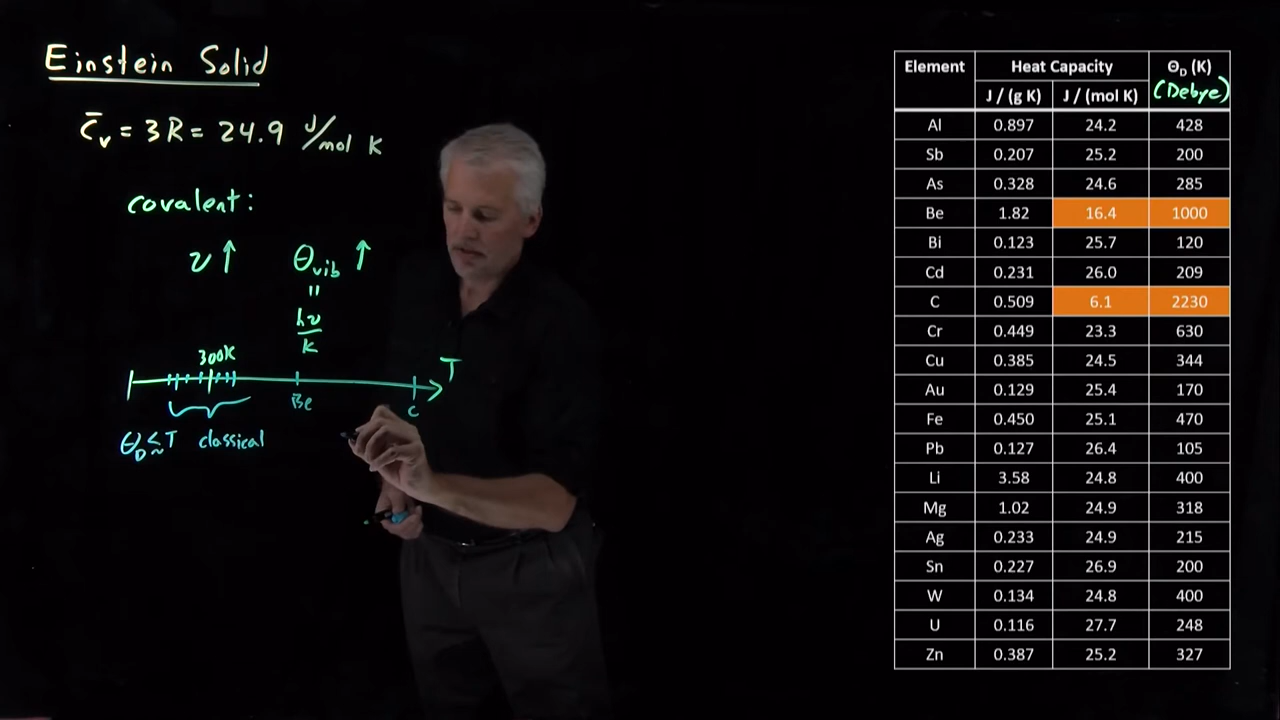 Einstein Solid
C̄v = 3R = 24.9 J/mol K
covalent:
ν↑ Θvib ↑
=
hν
K
300K
T
Be
C
ΘD ≲ T classical
Element Heat Capacity ΘD (K)
J / (g K) J / (mol K) (Debye)
Al 0.897 24.2 428
Sb 0.207 25.2 200
As 0.328 24.6 285
Be 1.82 16.4 1000
Bi 0.123 25.7 120
Cd 0.231 26.0 209
C 0.509 6.1 2230
Cr 0.449 23.3 630
Cu 0.385 24.5 344
Au 0.129 25.4 170
Fe 0.450 25.1 470
Pb 0.127 26.4 105
Li 3.58 24.8 400
Mg 1.02 24.9 318
Ag 0.233 24.9 215
Sn 0.227 26.9 200
W 0.134 24.8 400
U 0.116 27.7 248
Zn 0.387 25.2 327